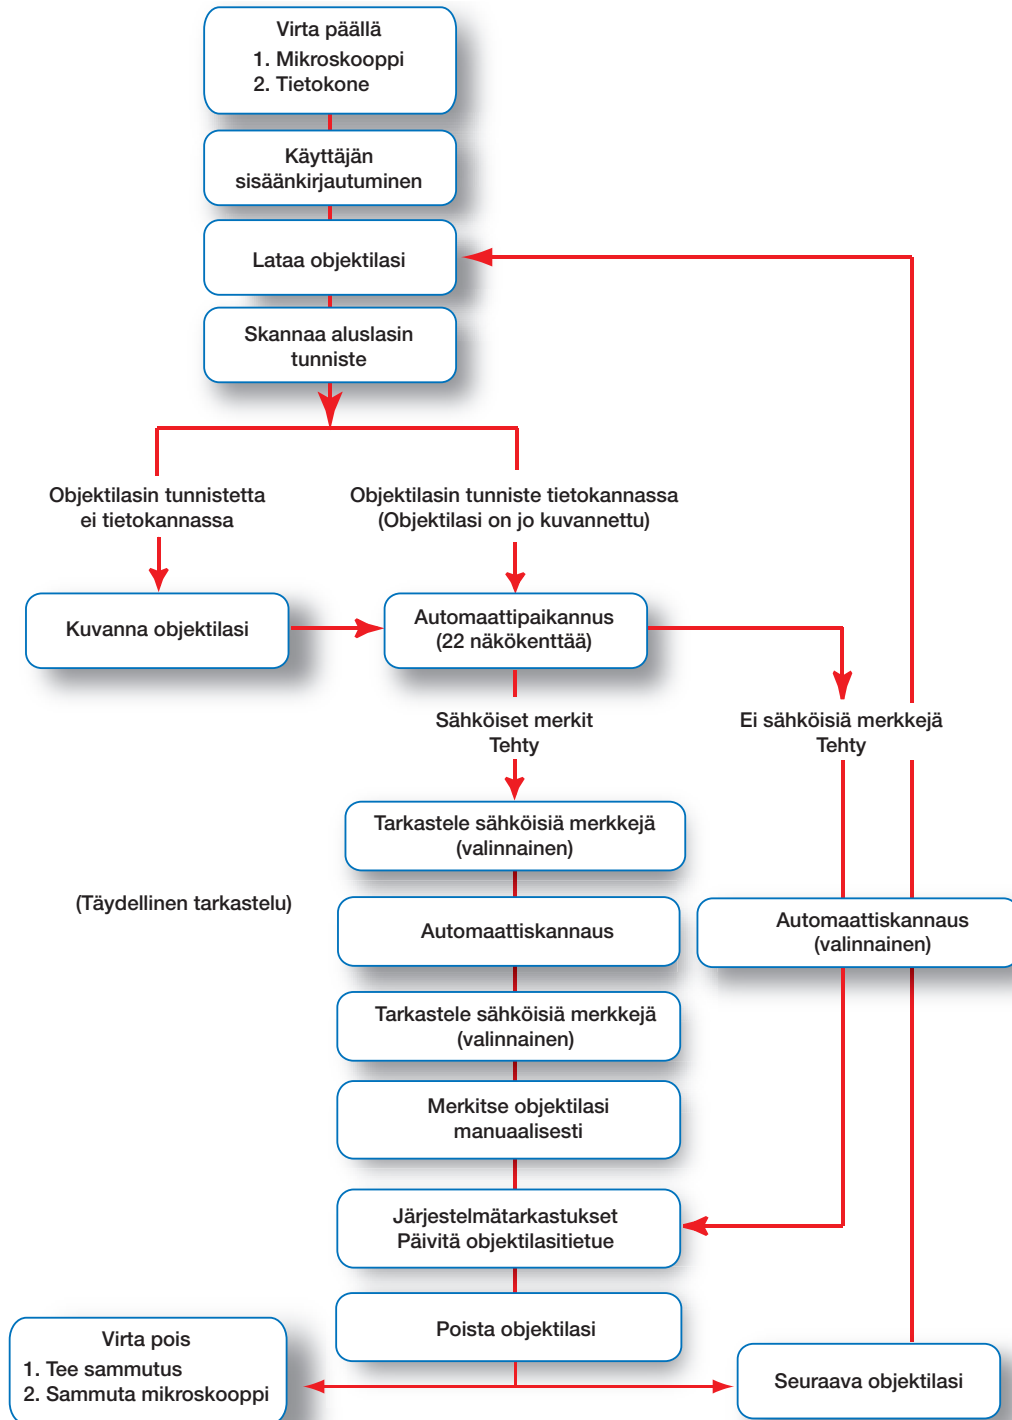 Virta päällä
1. Mikroskooppi
2. Tietokone
Käyttäjän
sisäänkirjautuminen
Lataa objektilasi
Skannaa aluslasin
tunniste
Objektilasin tunnistetta
ei tietokannassa
Objektilasin tunniste tietokannassa
(Objektilasi on jo kuvannettu)
Kuvanna objektilasi
Automaattipaikannus
(22 näkökenttää)
Sähköiset merkit
Tehty
Ei sähköisiä merkkejä
Tehty
Tarkastele sähköisiä merkkejä
(valinnainen)
(Täydellinen tarkastelu)
Automaattiskannaus
Automaattiskannaus
(valinnainen)
Tarkastele sähköisiä merkkejä
(valinnainen)
Merkitse objektilasi
manuaalisesti
Järjestelmätarkastukset
Päivitä objektilasitietue
Poista objektilasi
Virta pois
1. Tee sammutus
2. Sammuta mikroskooppi
Seuraava objektilasi